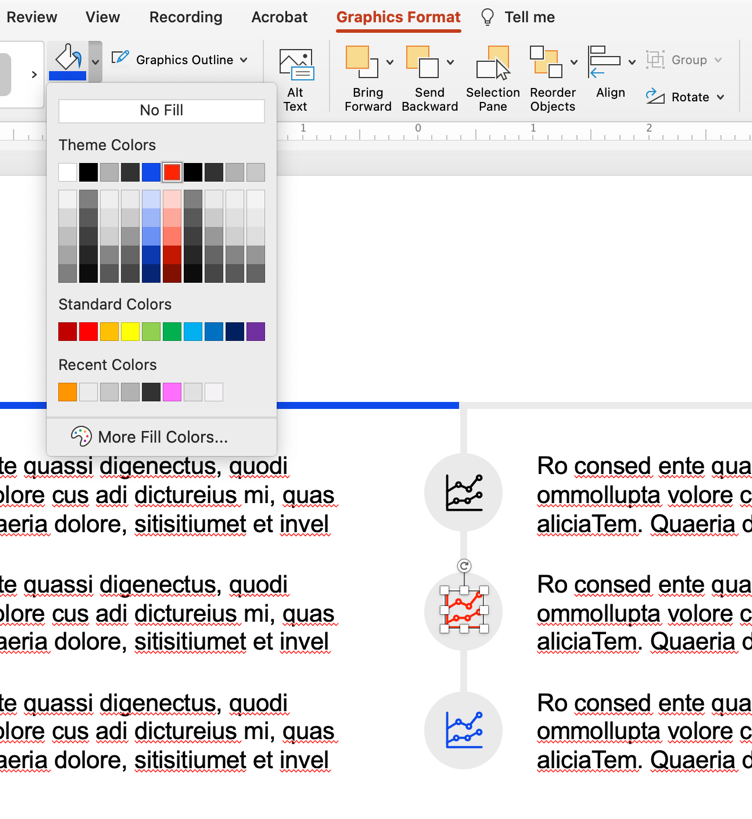 Review View Recording Acrobat Graphics Format Tell me
Graphics Outline
Alt Text
Bring Forward
Send Backward
Selection Pane
Reorder Objects
Align
Group
Rotate
1 0 1 2
No Fill
Theme Colors
Standard Colors
Recent Colors
More Fill Colors...
te quassi digenectus, quodi
olore cus adi dictureius mi, quas
aeria dolore, sitisitiumet et invel
Ro consed ente qua
ommollupta volore c
aliciaTem. Quaeria d
te quassi digenectus, quodi
olore cus adi dictureius mi, quas
aeria dolore, sitisitiumet et invel
Ro consed ente qua
ommollupta volore c
aliciaTem. Quaeria d
te quassi digenectus, quodi
olore cus adi dictureius mi, quas
aeria dolore, sitisitiumet et invel
Ro consed ente qua
ommollupta volore c
aliciaTem. Quaeria d